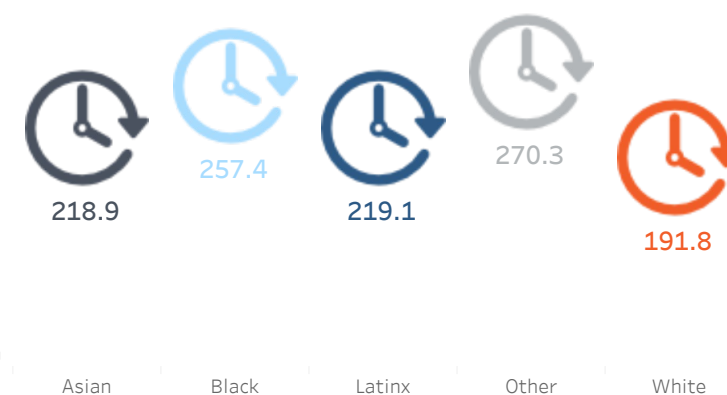 218.9
257.4
219.1
270.3
191.8
Asian
Black
Latinx
Other
White